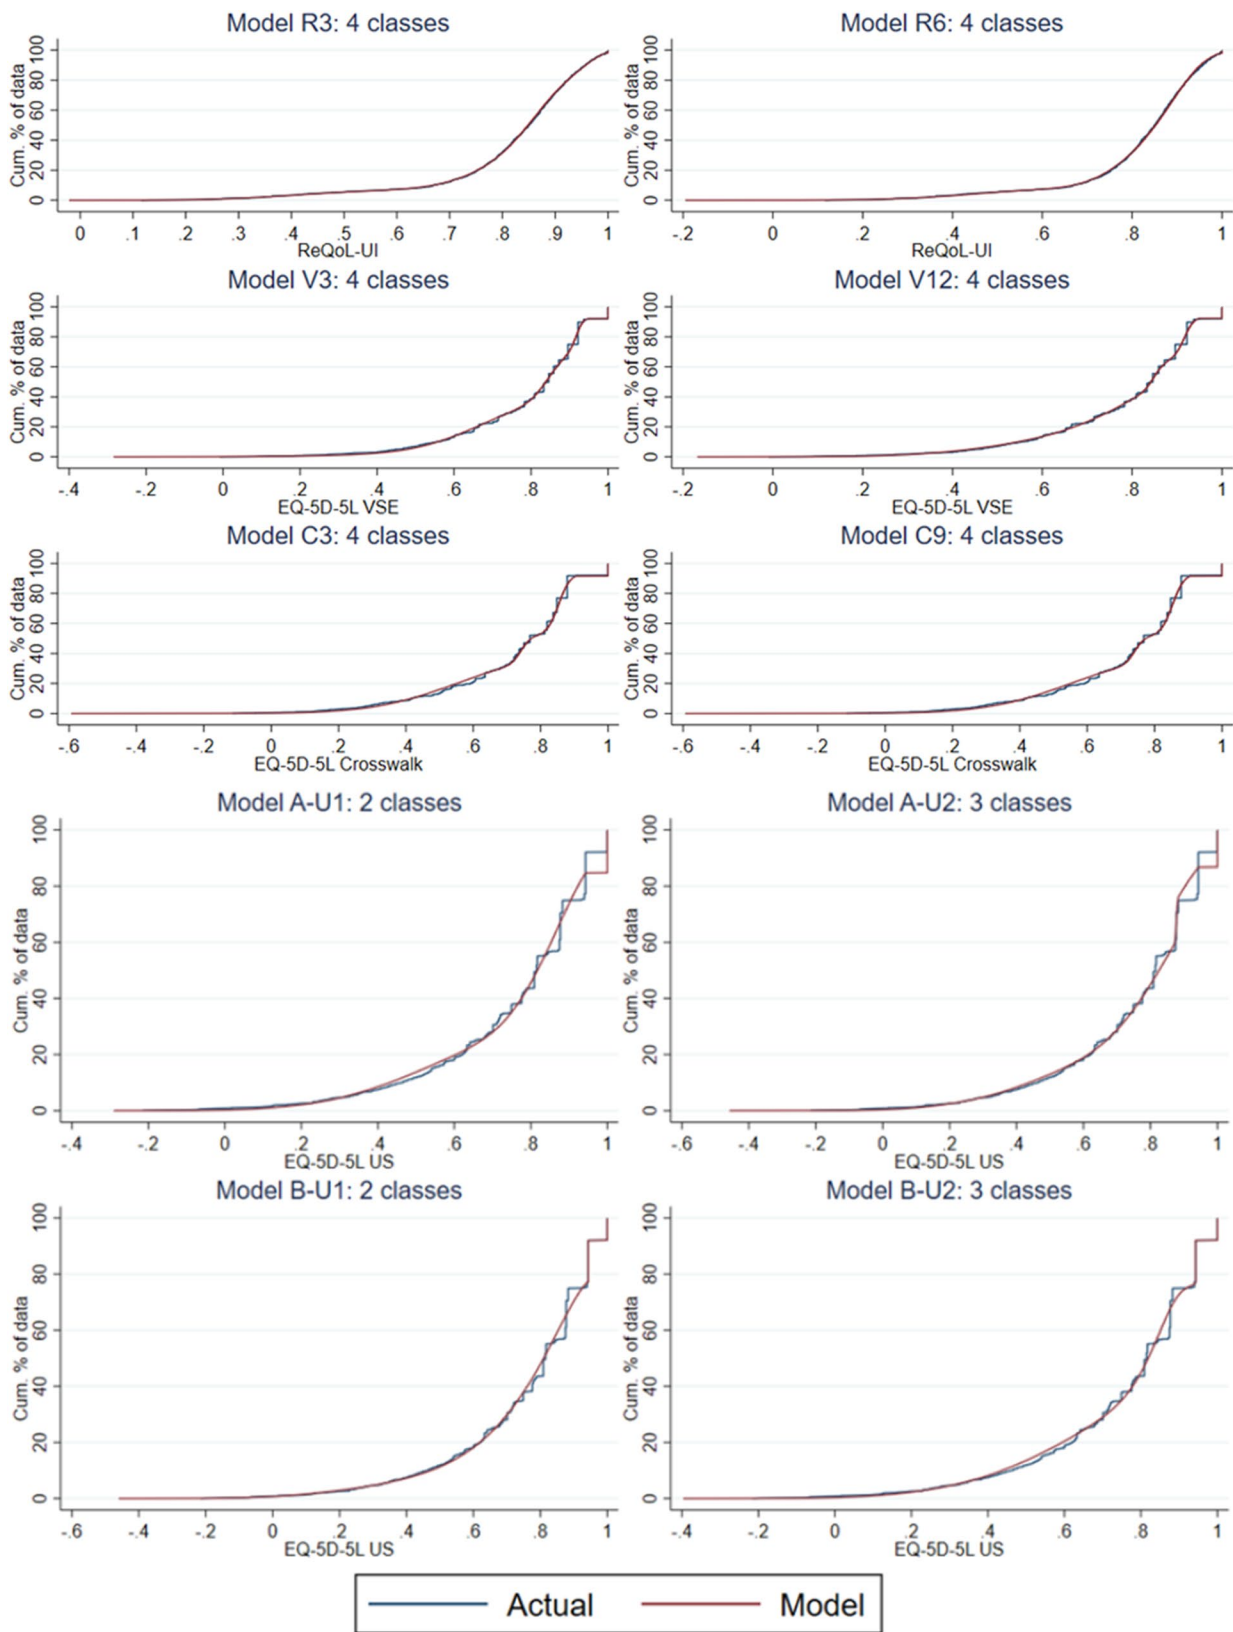 Model R3: 4 classes
Cum. % of data
0 20 40 60 80 100
0 .1 .2 .3 .4 .5 .6 .7 .8 .9 1
ReQoL-UI
Model R6: 4 classes
Cum. % of data
0 20 40 60 80 100
-.2 0 .2 .4 .6 .8 1
ReQoL-UI
Model V3: 4 classes
Cum. % of data
0 20 40 60 80 100
-.4 -.2 0 .2 .4 .6 .8 1
EQ-5D-5L VSE
Model V12: 4 classes
Cum. % of data
0 20 40 60 80 100
-.2 0 .2 .4 .6 .8 1
EQ-5D-5L VSE
Model C3: 4 classes
Cum. % of data
0 20 40 60 80 100
-.6 -.4 -.2 0 .2 .4 .6 .8 1
EQ-5D-5L Crosswalk
Model C9: 4 classes
Cum. % of data
0 20 40 60 80 100
-.6 -.4 -.2 0 .2 .4 .6 .8 1
EQ-5D-5L Crosswalk
Model A-U1: 2 classes
Cum. % of data
0 20 40 60 80 100
-.4 -.2 0 .2 .4 .6 .8 1
EQ-5D-5L US
Model A-U2: 3 classes
Cum. % of data
0 20 40 60 80 100
-.6 -.4 -.2 0 .2 .4 .6 .8 1
EQ-5D-5L US
Model B-U1: 2 classes
Cum. % of data
0 20 40 60 80 100
-.6 -.4 -.2 0 .2 .4 .6 .8 1
EQ-5D-5L US
Model B-U2: 3 classes
Cum. % of data
0 20 40 60 80 100
-.4 -.2 0 .2 .4 .6 .8 1
EQ-5D-5L US
Actual Model